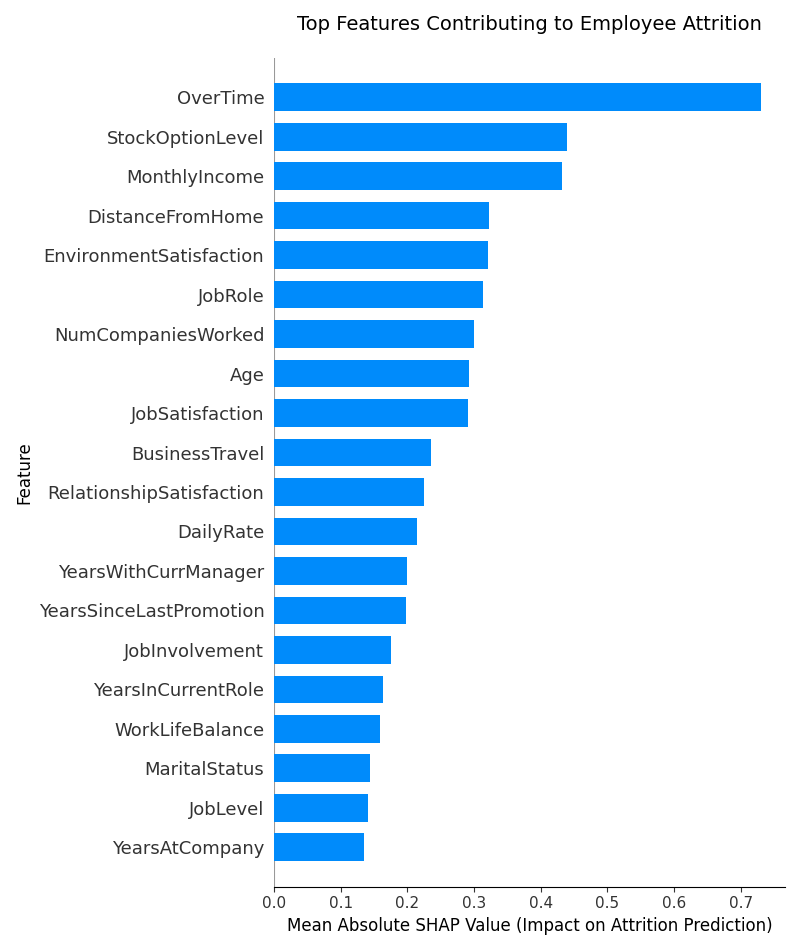 Top Features Contributing to Employee Attrition
OverTime
StockOptionLevel
MonthlyIncome
DistanceFromHome
EnvironmentSatisfaction
JobRole
NumCompaniesWorked
Age
JobSatisfaction
BusinessTravel
RelationshipSatisfaction
DailyRate
YearsWithCurrManager
YearsSinceLastPromotion
JobInvolvement
YearsInCurrentRole
WorkLifeBalance
MaritalStatus
JobLevel
YearsAtCompany
Feature
0.0 0.1 0.2 0.3 0.4 0.5 0.6 0.7
Mean Absolute SHAP Value (Impact on Attrition Prediction)